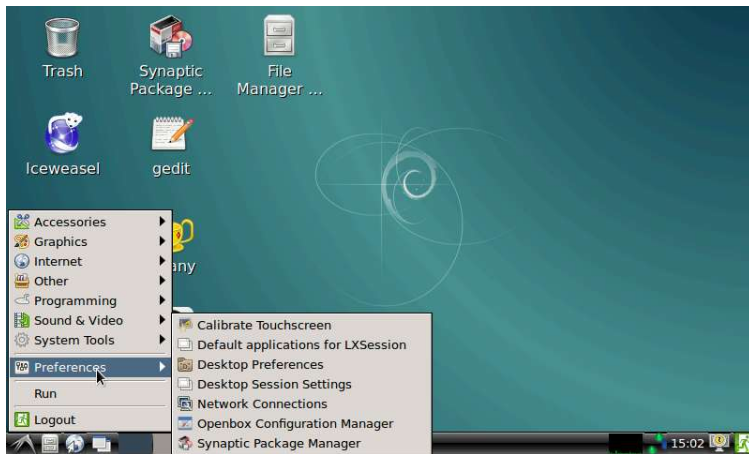 Trash
Synaptic
Package ...
File
Manager ...
Iceweasel
gedit
any
Accessories
Graphics
Internet
Other
Programming
Sound & Video
System Tools
Preferences
Run
Logout
Calibrate Touchscreen
Default applications for LXSession
Desktop Preferences
Desktop Session Settings
Network Connections
Openbox Configuration Manager
Synaptic Package Manager
15:02